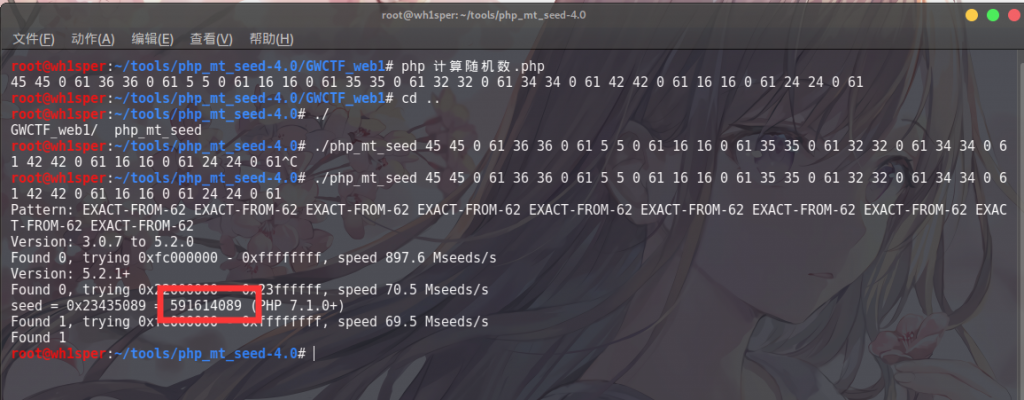 root@wh1sper:~/tools/php_mt_seed-4.0
文件(F) 动作(A) 编辑(E) 查看(V) 帮助(H)
root@wh1sper:~/tools/php_mt_seed-4.0/GWCTF_web1# php 计算随机数.php
45 45 0 61 36 36 0 61 5 5 0 61 16 16 0 61 35 35 0 61 32 32 0 61 34 34 0 61 42 42 0 61 16 16 0 61 24 24 0 61
root@wh1sper:~/tools/php_mt_seed-4.0/GWCTF_web1# cd ..
root@wh1sper:~/tools/php_mt_seed-4.0# ./
GWCTF_web1/ php_mt_seed
root@wh1sper:~/tools/php_mt_seed-4.0# ./php_mt_seed 45 45 0 61 36 36 0 61 5 5 0 61 16 16 0 61 35 35 0 61 32 32 0 61 34 34 0 6
1 42 42 0 61 16 16 0 61 24 24 0 61^C
root@wh1sper:~/tools/php_mt_seed-4.0# ./php_mt_seed 45 45 0 61 36 36 0 61 5 5 0 61 16 16 0 61 35 35 0 61 32 32 0 61 34 34 0 6
1 42 42 0 61 16 16 0 61 24 24 0 61
Pattern: EXACT-FROM-62 EXACT-FROM-62 EXACT-FROM-62 EXACT-FROM-62 EXACT-FROM-62 EXACT-FROM-62 EXACT-FROM-62 EXACT-FROM-62 EXAC
T-FROM-62 EXACT-FROM-62
Version: 3.0.7 to 5.2.0
Found 0, trying 0xfc000000 - 0xffffffff, speed 897.6 Mseeds/s
Version: 5.2.1+
Found 0, trying 0x23ffffff, speed 70.5 Mseeds/s
seed = 0x23435089 = 591614089 (PHP 7.1.0+)
Found 1, trying 0xfc000000 - 0xffffffff, speed 69.5 Mseeds/s
Found 1
root@wh1sper:~/tools/php_mt_seed-4.0#